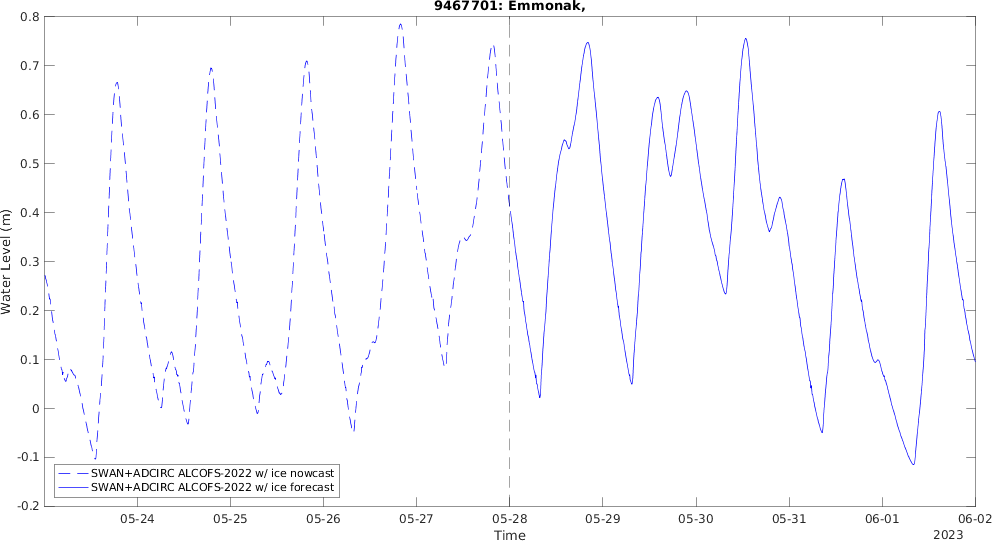 9467701: Emmonak,
Water Level (m)
0.8
0.7
0.6
0.5
0.4
0.3
0.2
0.1
0
-0.1
-0.2
SWAN+ADCIRC ALCOFS-2022 w/ ice nowcast
SWAN+ADCIRC ALCOFS-2022 w/ ice forecast
05-24 05-25 05-26 05-27 05-28 05-29 05-30 05-31 06-01 06-02
Time
2023